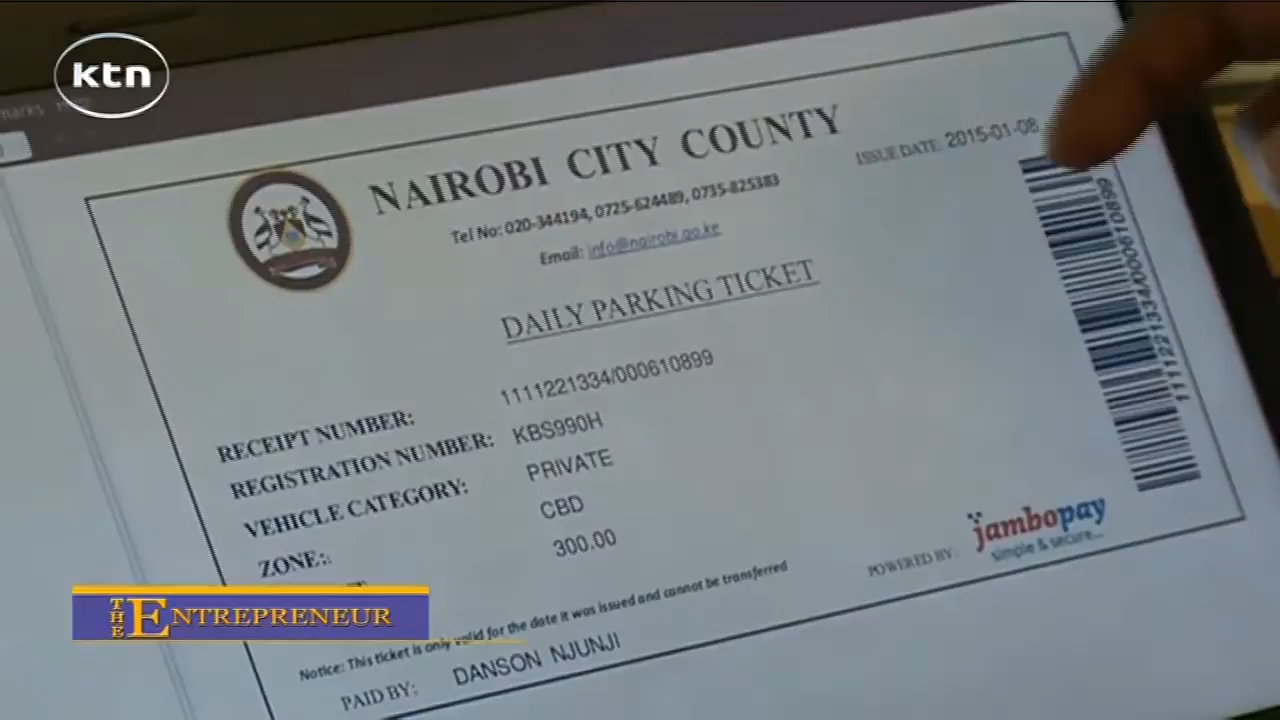 ktn
marks
NAIROBI CITY COUNTY
ISSUE DATE: 2015-01-08
Tel No: 020-344194, 0725-624489, 0735-825383
Email: info@nairobi.go.ke
DAILY PARKING TICKET
RECEIPT NUMBER: 1111221334/000610899
REGISTRATION NUMBER: KBS990H
VEHICLE CATEGORY: PRIVATE
ZONE:: CBD
300.00
1111221334/000610899
POWERED BY: jambopay
simple & secure...
Notice: This ticket is only valid for the date it was issued and cannot be transferred
PAID BY: DANSON NJUNJI
THE ENTREPRENEUR